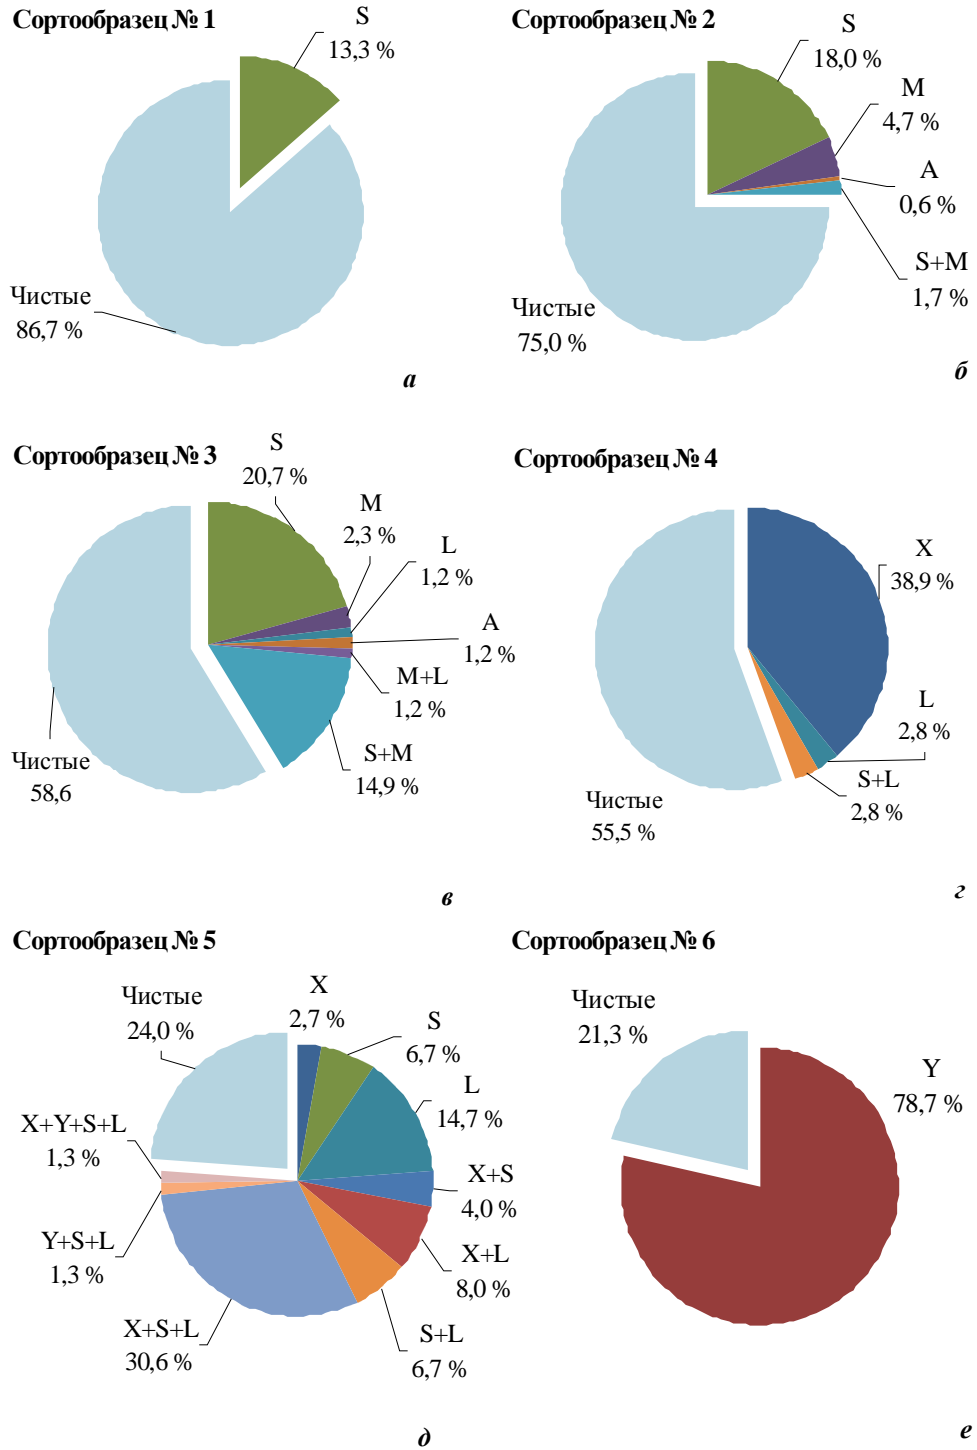 Сортообразец № 1
S
13,3 %
Чистые
86,7 %
а
Сортообразец № 2
S
18,0 %
M
4,7 %
A
0,6 %
S+M
1,7 %
Чистые
75,0 %
б
Сортообразец № 3
S
20,7 %
M
2,3 %
L
1,2 %
A
1,2 %
M+L
1,2 %
S+M
14,9 %
Чистые
58,6
в
Сортообразец № 4
X
38,9 %
L
2,8 %
S+L
2,8 %
Чистые
55,5 %
г
Сортообразец № 5
Чистые
24,0 %
X
2,7 %
S
6,7 %
L
14,7 %
X+S
4,0 %
X+L
8,0 %
S+L
6,7 %
X+S+L
30,6 %
Y+S+L
1,3 %
X+Y+S+L
1,3 %
д
Сортообразец № 6
Чистые
21,3 %
Y
78,7 %
е